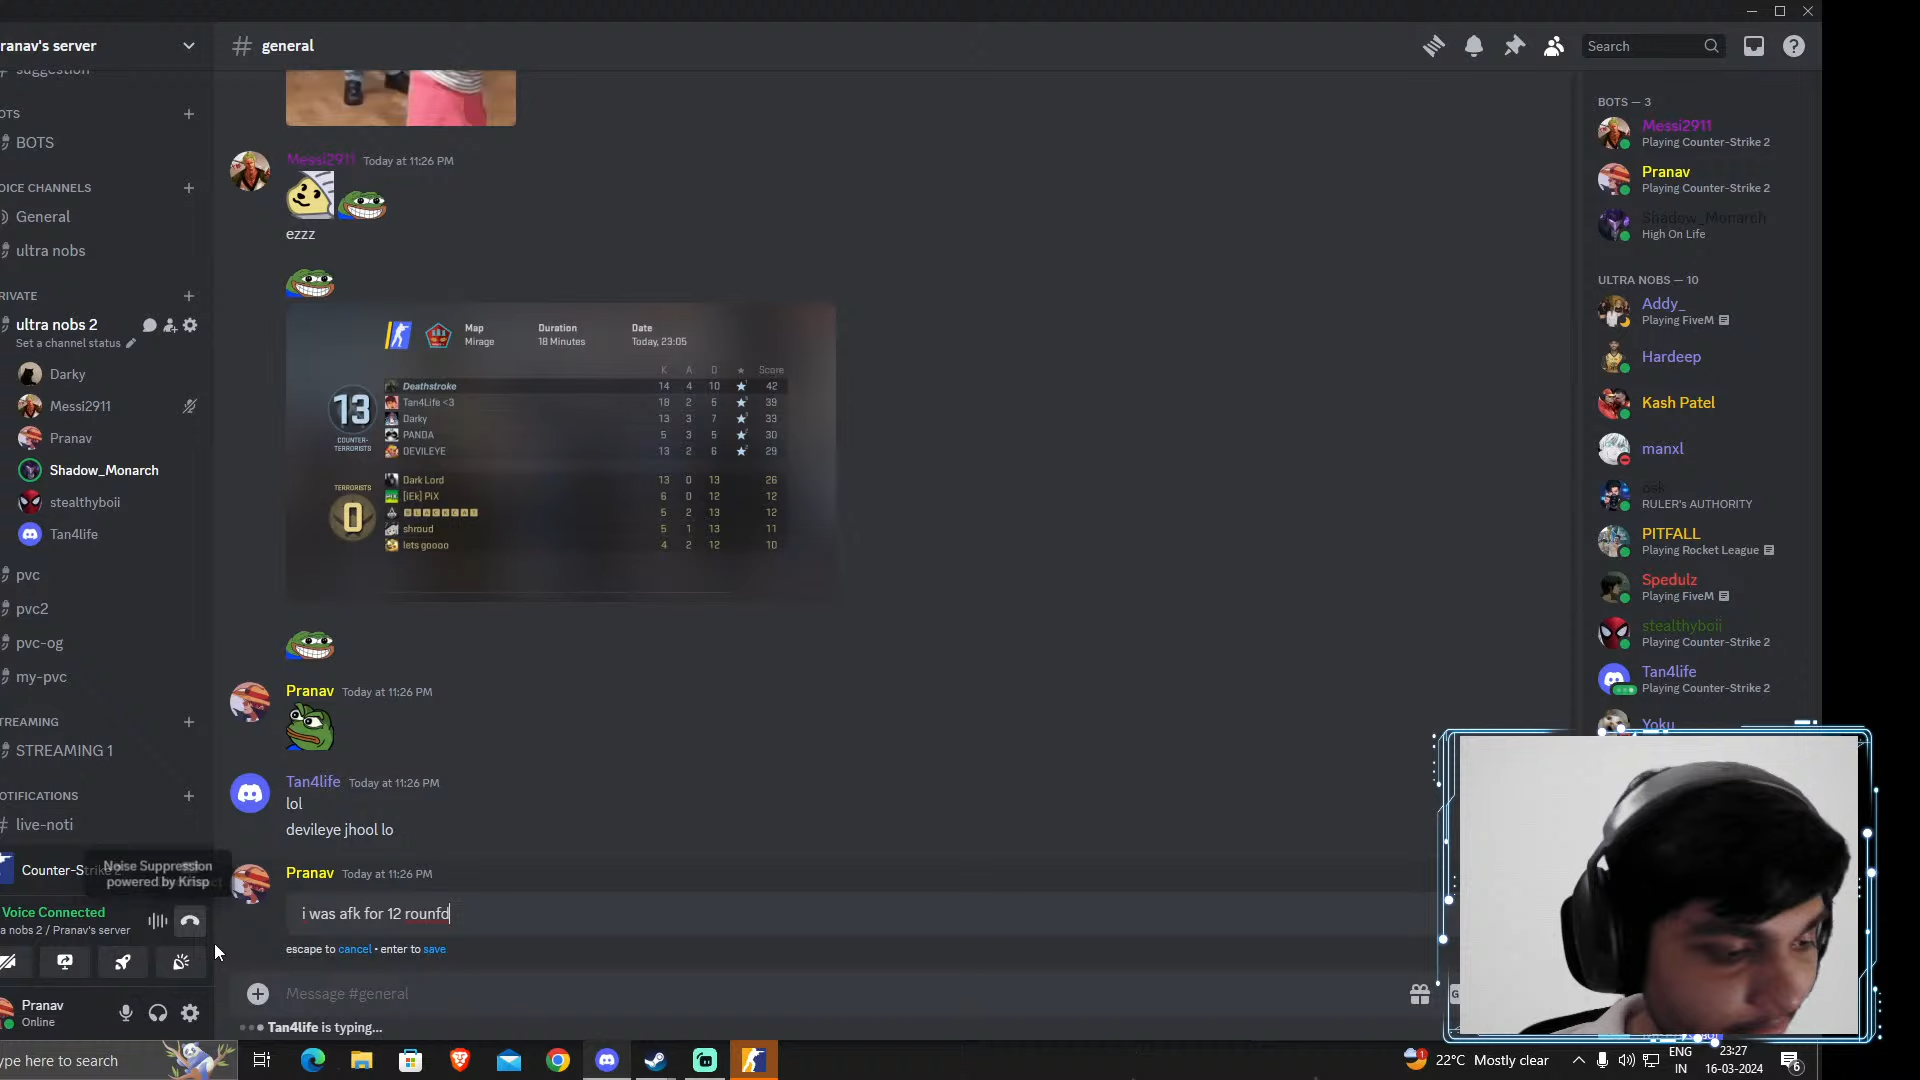 ranav's server
general
Search
suggestion
OTS
BOTS
OICE CHANNELS
General
ultra nobs
RIVATE
ultra nobs 2
Set a channel status
Darky
Messi2911
Pranav
Shadow_Monarch
stealthyboii
Tan4life
pvc
pvc2
pvc-og
my-pvc
TREAMING
STREAMING 1
OTIFICATIONS
live-noti
Counter-Strike 2
Noise Suppression
powered by Krisp
Voice Connected
a nobs 2 / Pranav's server
Pranav
Online
Messi2911 Today at 11:26 PM
ezzz
Map
Mirage
Duration
18 Minutes
Date
Today, 23:05
K A D ★ Score
13
COUNTER-
TERRORISTS
Deathstroke 14 4 10 42
Tan4Life <3 18 2 5 39
Darky 13 3 7 33
PANDA 5 3 5 30
DEVILEYE 13 2 6 29
TERRORISTS
0
Dark Lord 13 0 13 26
[iEk] PiX 6 0 12 12
BLACKCAT 5 2 13 12
shroud 5 1 13 11
lets goooo 4 2 12 10
Pranav Today at 11:26 PM
Tan4life Today at 11:26 PM
lol
devileye jhool lo
Pranav Today at 11:26 PM
i was afk for 12 rounfd
escape to cancel • enter to save
Message #general
Tan4life is typing...
BOTS — 3
Messi2911
Playing Counter-Strike 2
Pranav
Playing Counter-Strike 2
Shadow_Monarch
High On Life
ULTRA NOBS — 10
Addy_
Playing FiveM
Hardeep
Kash Patel
manxl
RULER's AUTHORITY
PITFALL
Playing Rocket League
Spedulz
Playing FiveM
stealthyboii
Playing Counter-Strike 2
Tan4life
Playing Counter-Strike 2
Yoku
ype here to search
22°C Mostly clear
ENG
IN
23:27
16-03-2024
6